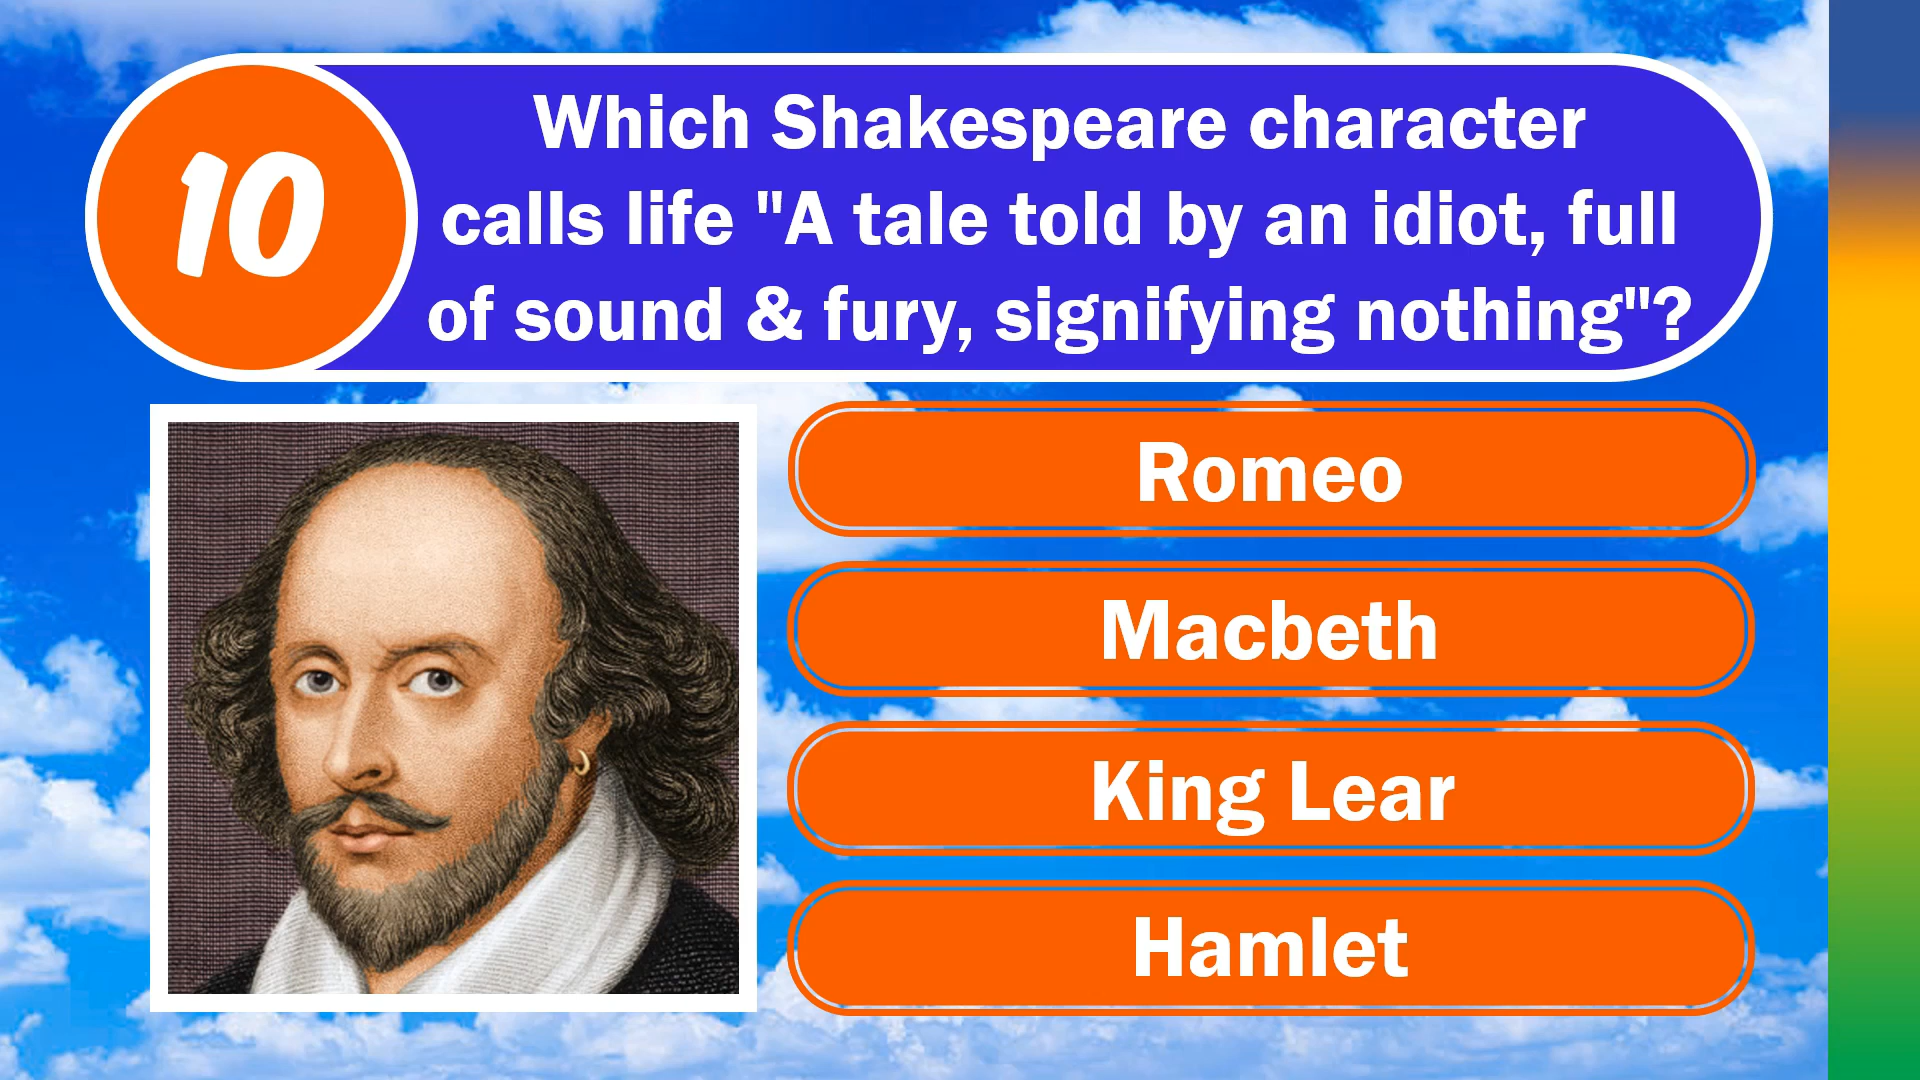 10
Which Shakespeare character
calls life "A tale told by an idiot, full
of sound & fury, signifying nothing"?
Romeo
Macbeth
King Lear
Hamlet